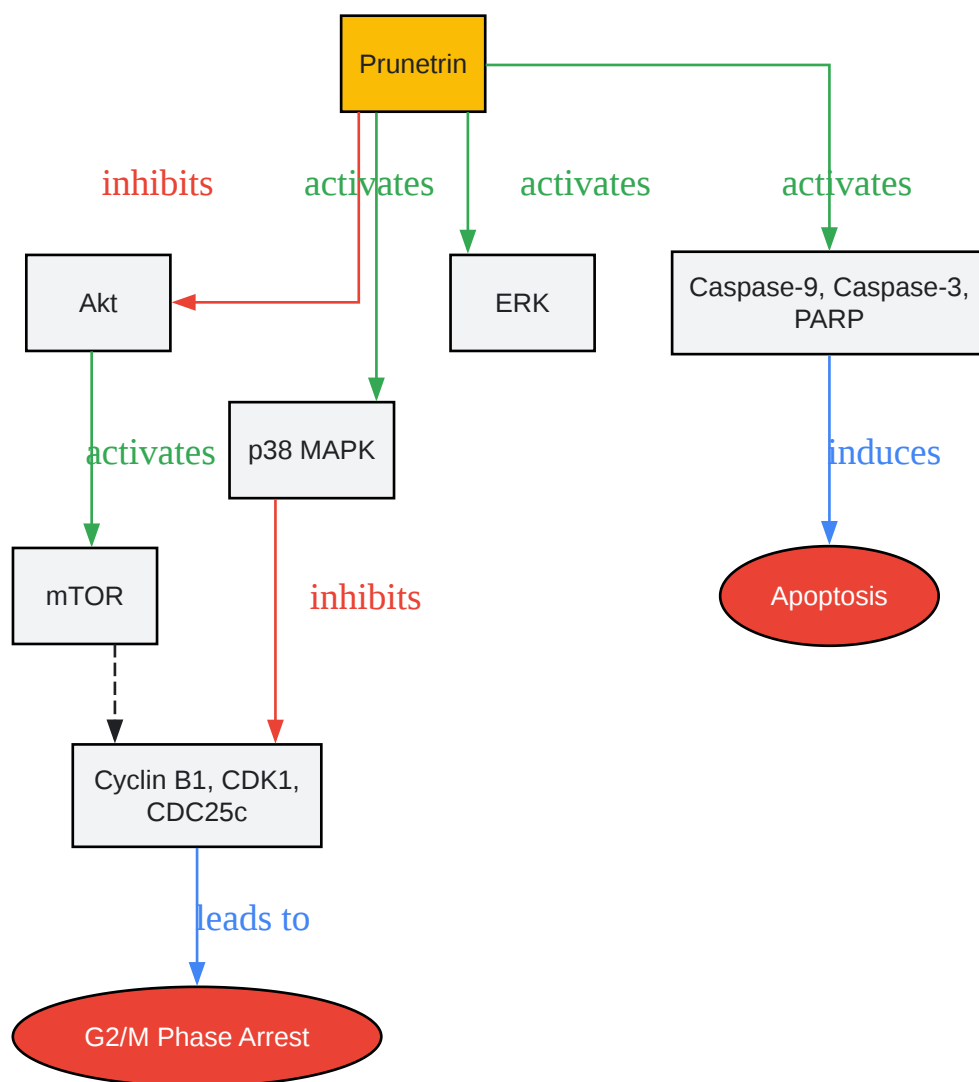 Prunetrin
inhibits
activates
activates
activates
Akt
ERK
Caspase-9, Caspase-3,
PARP
activates
p38 MAPK
induces
mTOR
inhibits
Apoptosis
Cyclin B1, CDK1,
CDC25c
leads to
G2/M Phase Arrest